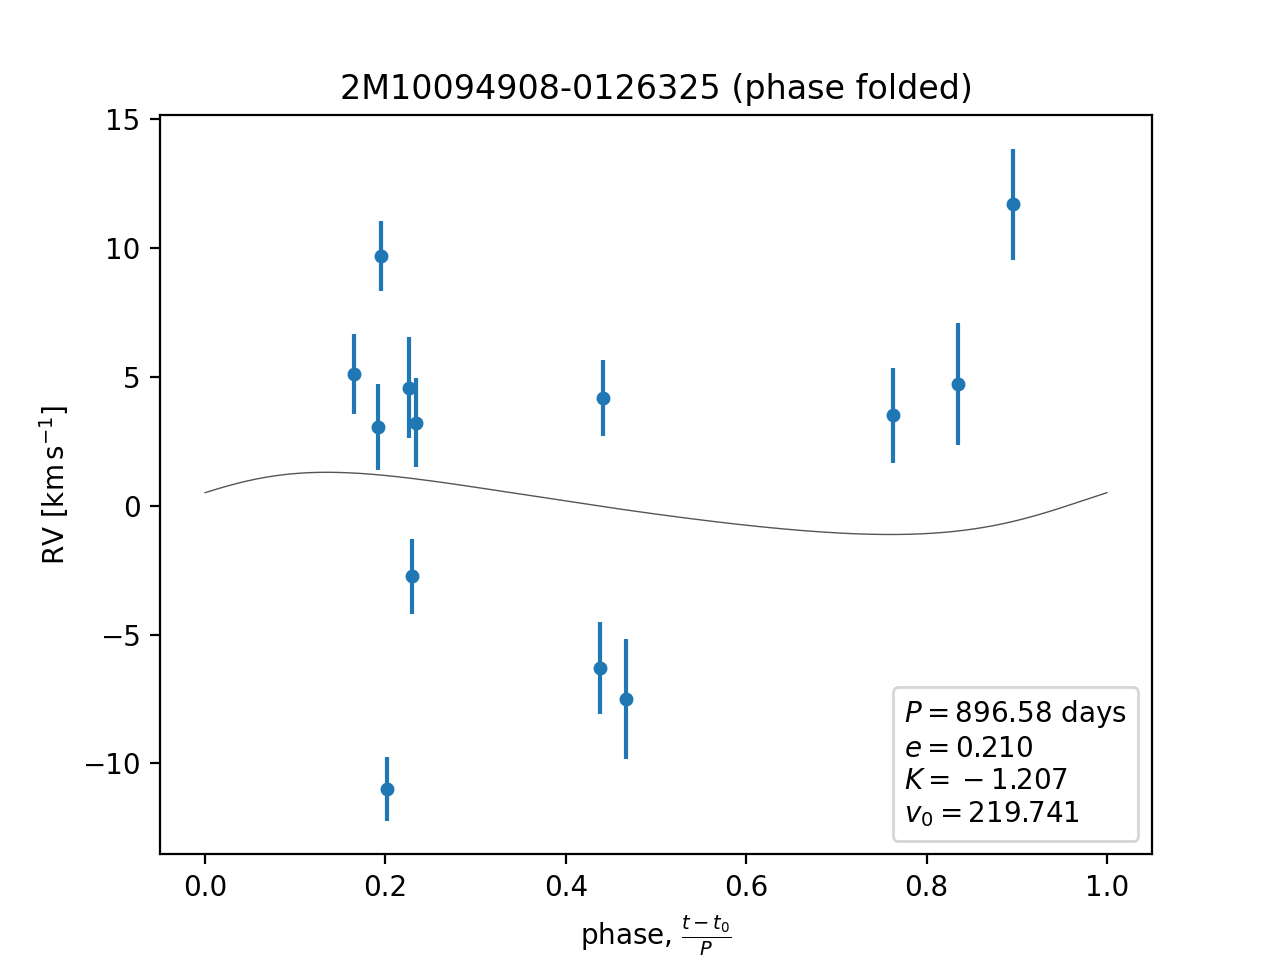 2M10094908-0126325 (phase folded)
RV [km s⁻¹]
15
10
5
0
−5
−10
0.0 0.2 0.4 0.6 0.8 1.0
phase, (t − t₀)/P
P = 896.58 days
e = 0.210
K = −1.207
v₀ = 219.741